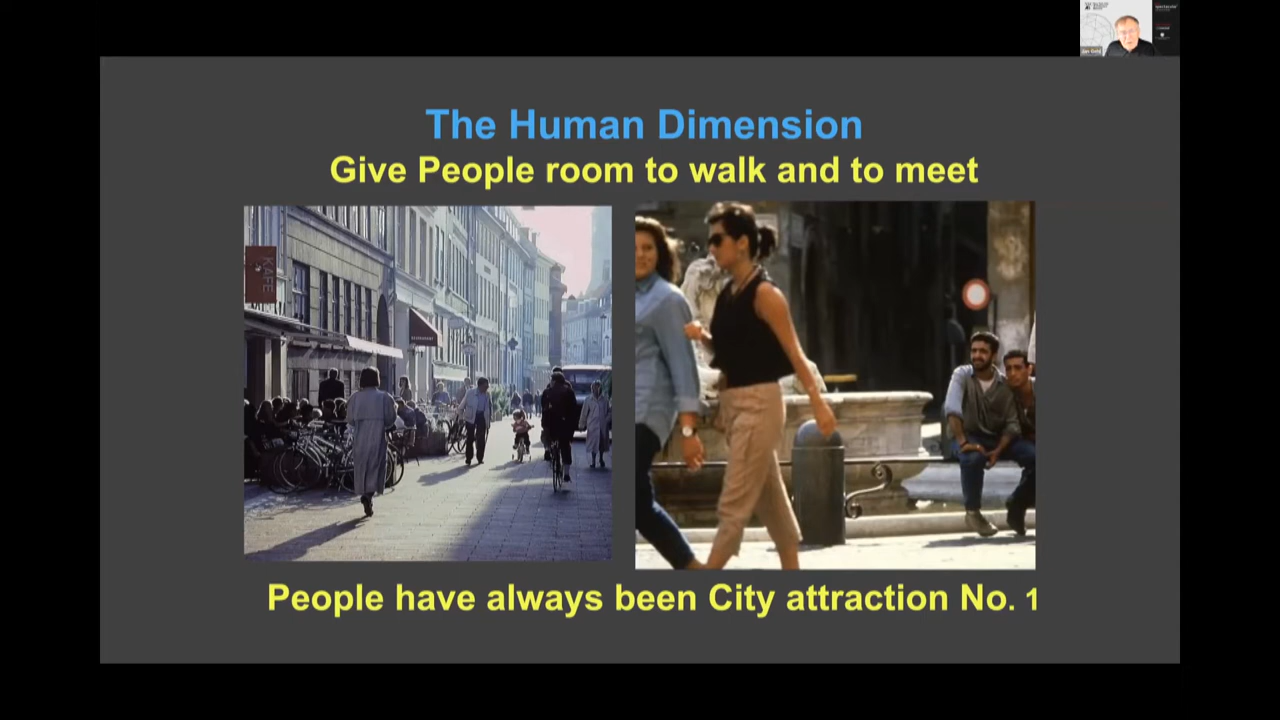 The Human Dimension
Give People room to walk and to meet
KAFE
People have always been City attraction No. 1